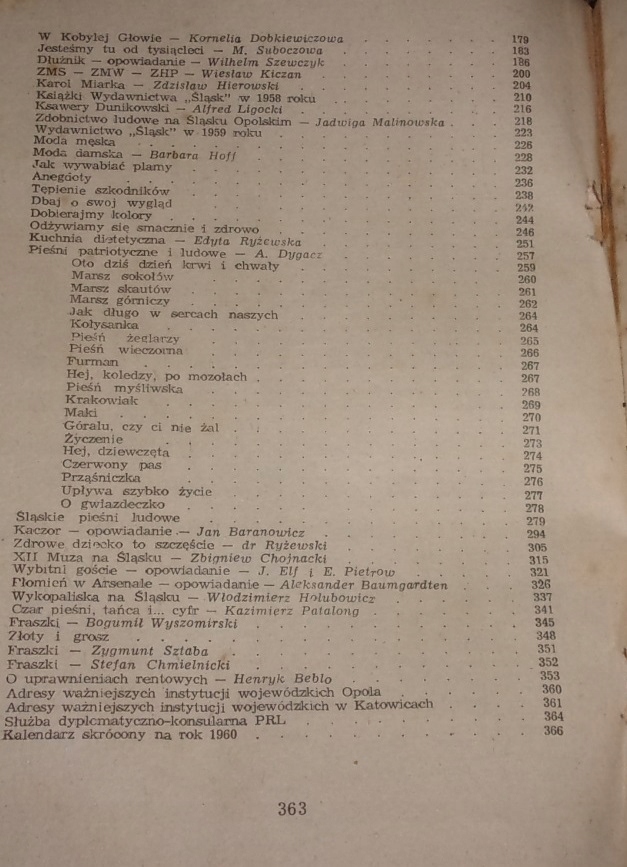 W Kobylej Głowie — Kornelia Dobkiewiczowa . . . . . . 179
Jesteśmy tu od tysiącleci — M. Suboczowa . . . . . . 183
Dłużnik — opowiadanie — Wilhelm Szewczyk . . . . . . 186
ZMS — ZMW — ZHP — Wiesław Kiczan . . . . . . 200
Karol Miarka — Zdzisław Hierowski . . . . . . 204
Książki Wydawnictwa „Śląsk” w 1958 roku . . . . . . 210
Ksawery Dunikowski — Alfred Ligocki . . . . . . 216
Zdobnictwo ludowe na Śląsku Opolskim — Jadwiga Malinowska . . . 218
Wydawnictwo „Śląsk” w 1959 roku . . . . . . 223
Moda męska . . . . . . 226
Moda damska — Barbara Hoff . . . . . . 228
Jak wywabiać plamy . . . . . . 232
Anegdoty . . . . . . 236
Tępienie szkodników . . . . . . 238
Dbaj o swój wygląd . . . . . . 242
Dobierajmy kolory . . . . . . 244
Odżywiamy się smacznie i zdrowo . . . . . . 246
Kuchnia dietetyczna — Edyta Ryżewska . . . . . . 251
Pieśni patriotyczne i ludowe — A. Dygacz . . . . . . 257
Oto dziś dzień krwi i chwały . . . . . . 259
Marsz sokołów . . . . . . 260
Marsz skautów . . . . . . 261
Marsz górniczy . . . . . . 262
Jak długo w sercach naszych . . . . . . 264
Kołysanka . . . . . . 264
Pieśń żeglarzy . . . . . . 265
Pieśń wieczorna . . . . . . 266
Furman . . . . . . 267
Hej, koledzy, po mozołach . . . . . . 267
Pieśń myśliwska . . . . . . 268
Krakowiak . . . . . . 269
Maki . . . . . . 270
Góralu, czy ci nie żal . . . . . . 271
Życzenie . . . . . . 273
Hej, dziewczęta . . . . . . 274
Czerwony pas . . . . . . 275
Prząśniczka . . . . . . 276
Upływa szybko życie . . . . . . 277
O gwiazdeczko . . . . . . 278
Śląskie pieśni ludowe . . . . . . 279
Kaczor — opowiadanie — Jan Baranowicz . . . . . . 294
Zdrowe dziecko to szczęście — dr Ryżewski . . . . . . 305
XII Muza na Śląsku — Zbigniew Chojnacki . . . . . . 315
Wybitni goście — opowiadanie — J. Elf i E. Pietrow . . . . . 321
Płomień w Arsenale — opowiadanie — Aleksander Baumgardten . . . 326
Wykopaliska na Śląsku — Włodzimierz Hołubowicz . . . . . 337
Czar pieśni, tańca i... cyfr — Kazimierz Patalong . . . . . 341
Fraszki — Bogumił Wyszomirski . . . . . . 345
Złoty i grosz . . . . . . 348
Fraszki — Zygmunt Sztaba . . . . . . 351
Fraszki — Stefan Chmielnicki . . . . . . 352
O uprawnieniach rentowych — Henryk Beblo . . . . . . 353
Adresy ważniejszych instytucji wojewódzkich Opola . . . . . 360
Adresy ważniejszych instytucji wojewódzkich w Katowicach . . . . 361
Służba dyplomatyczno-konsularna PRL . . . . . . 364
Kalendarz skrócony na rok 1960 . . . . . . 366
363